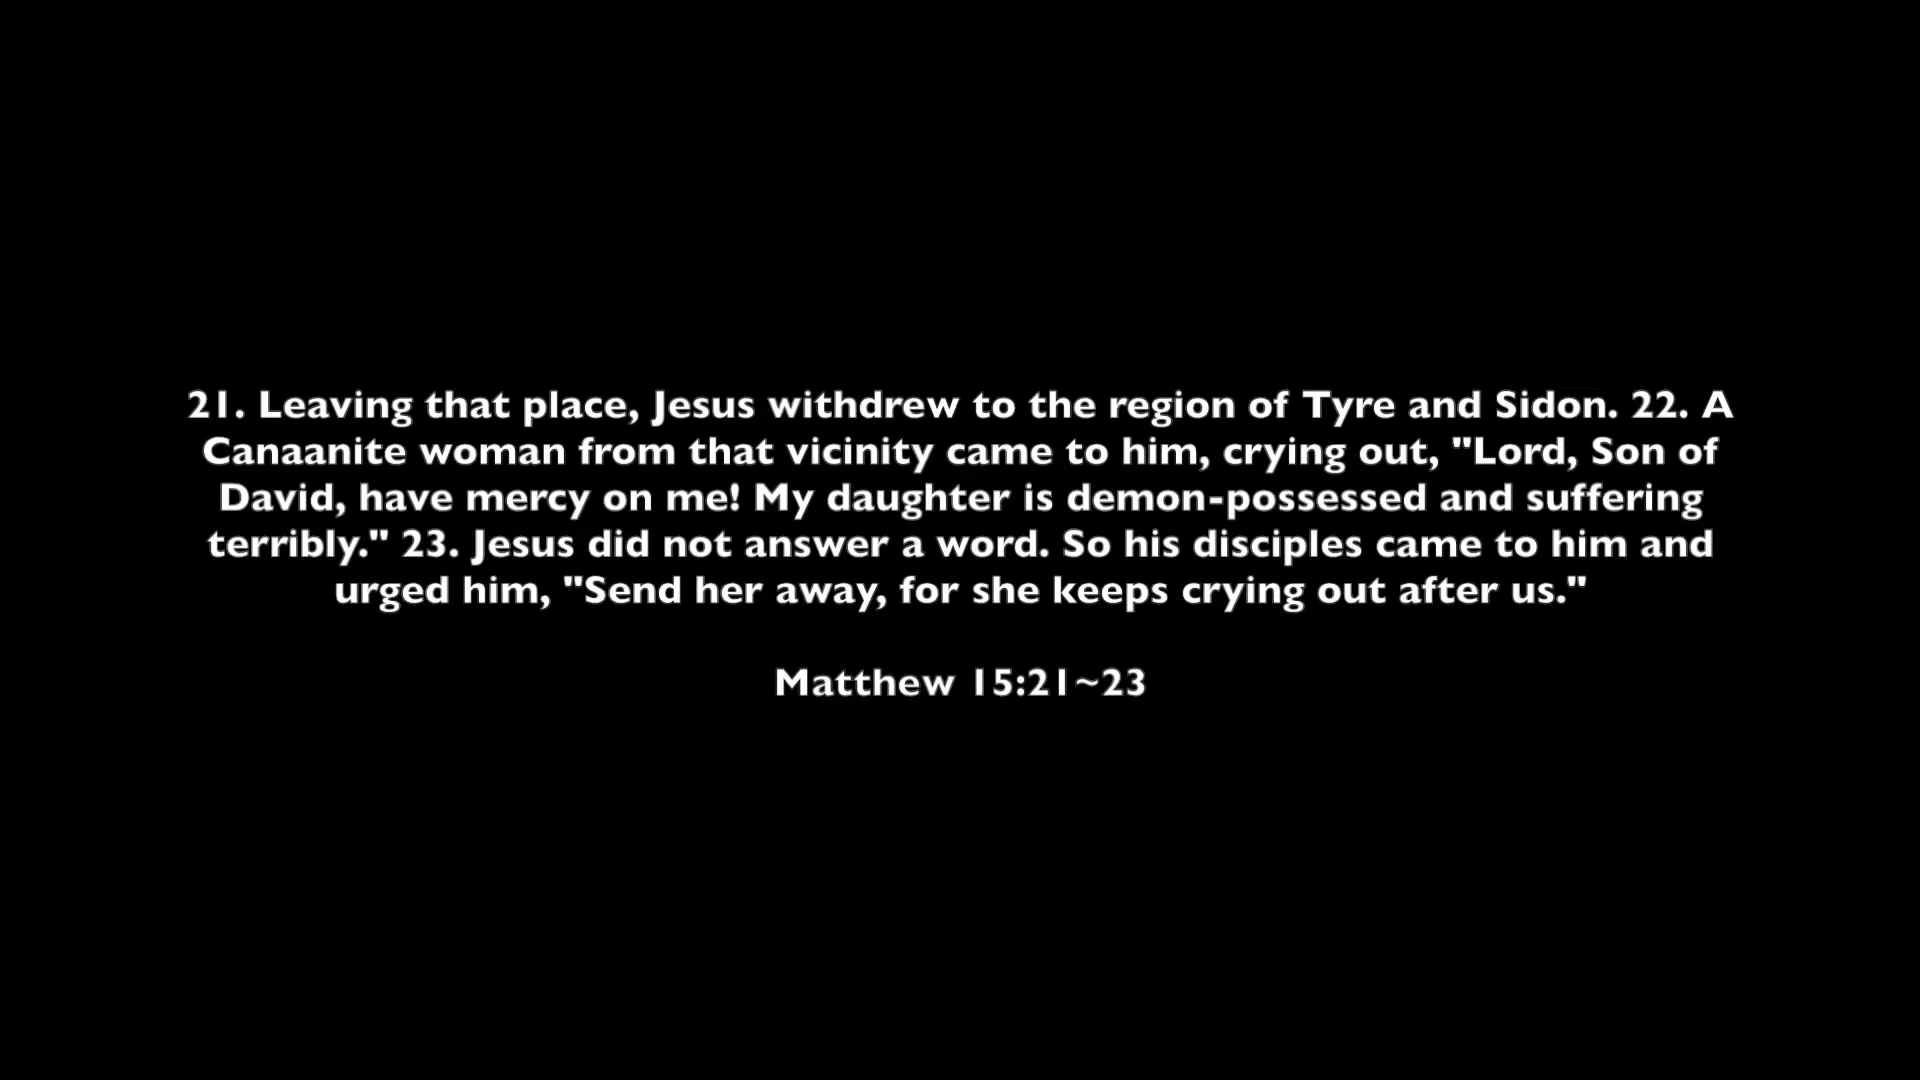 21. Leaving that place, Jesus withdrew to the region of Tyre and Sidon. 22. A
Canaanite woman from that vicinity came to him, crying out, "Lord, Son of
David, have mercy on me! My daughter is demon-possessed and suffering
terribly." 23. Jesus did not answer a word. So his disciples came to him and
urged him, "Send her away, for she keeps crying out after us."
Matthew 15:21~23